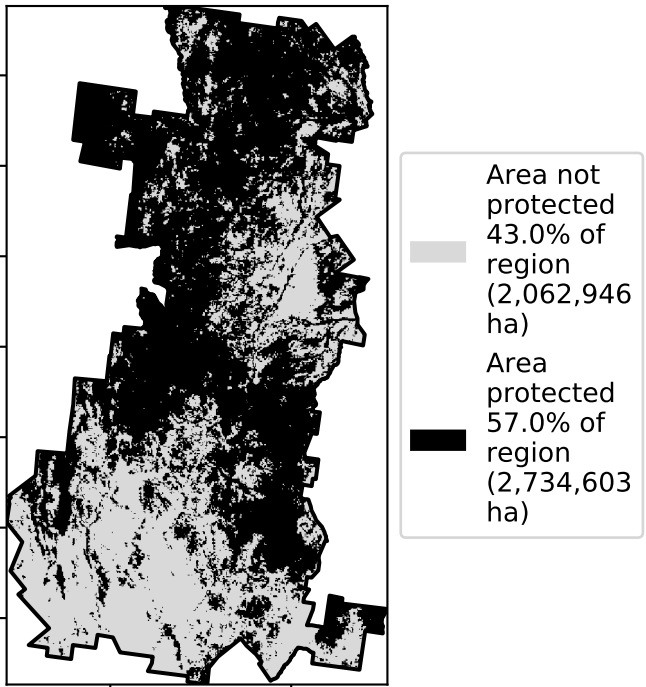 Area not
protected
43.0% of
region
(2,062,946
ha)
Area
protected
57.0% of
region
(2,734,603
ha)